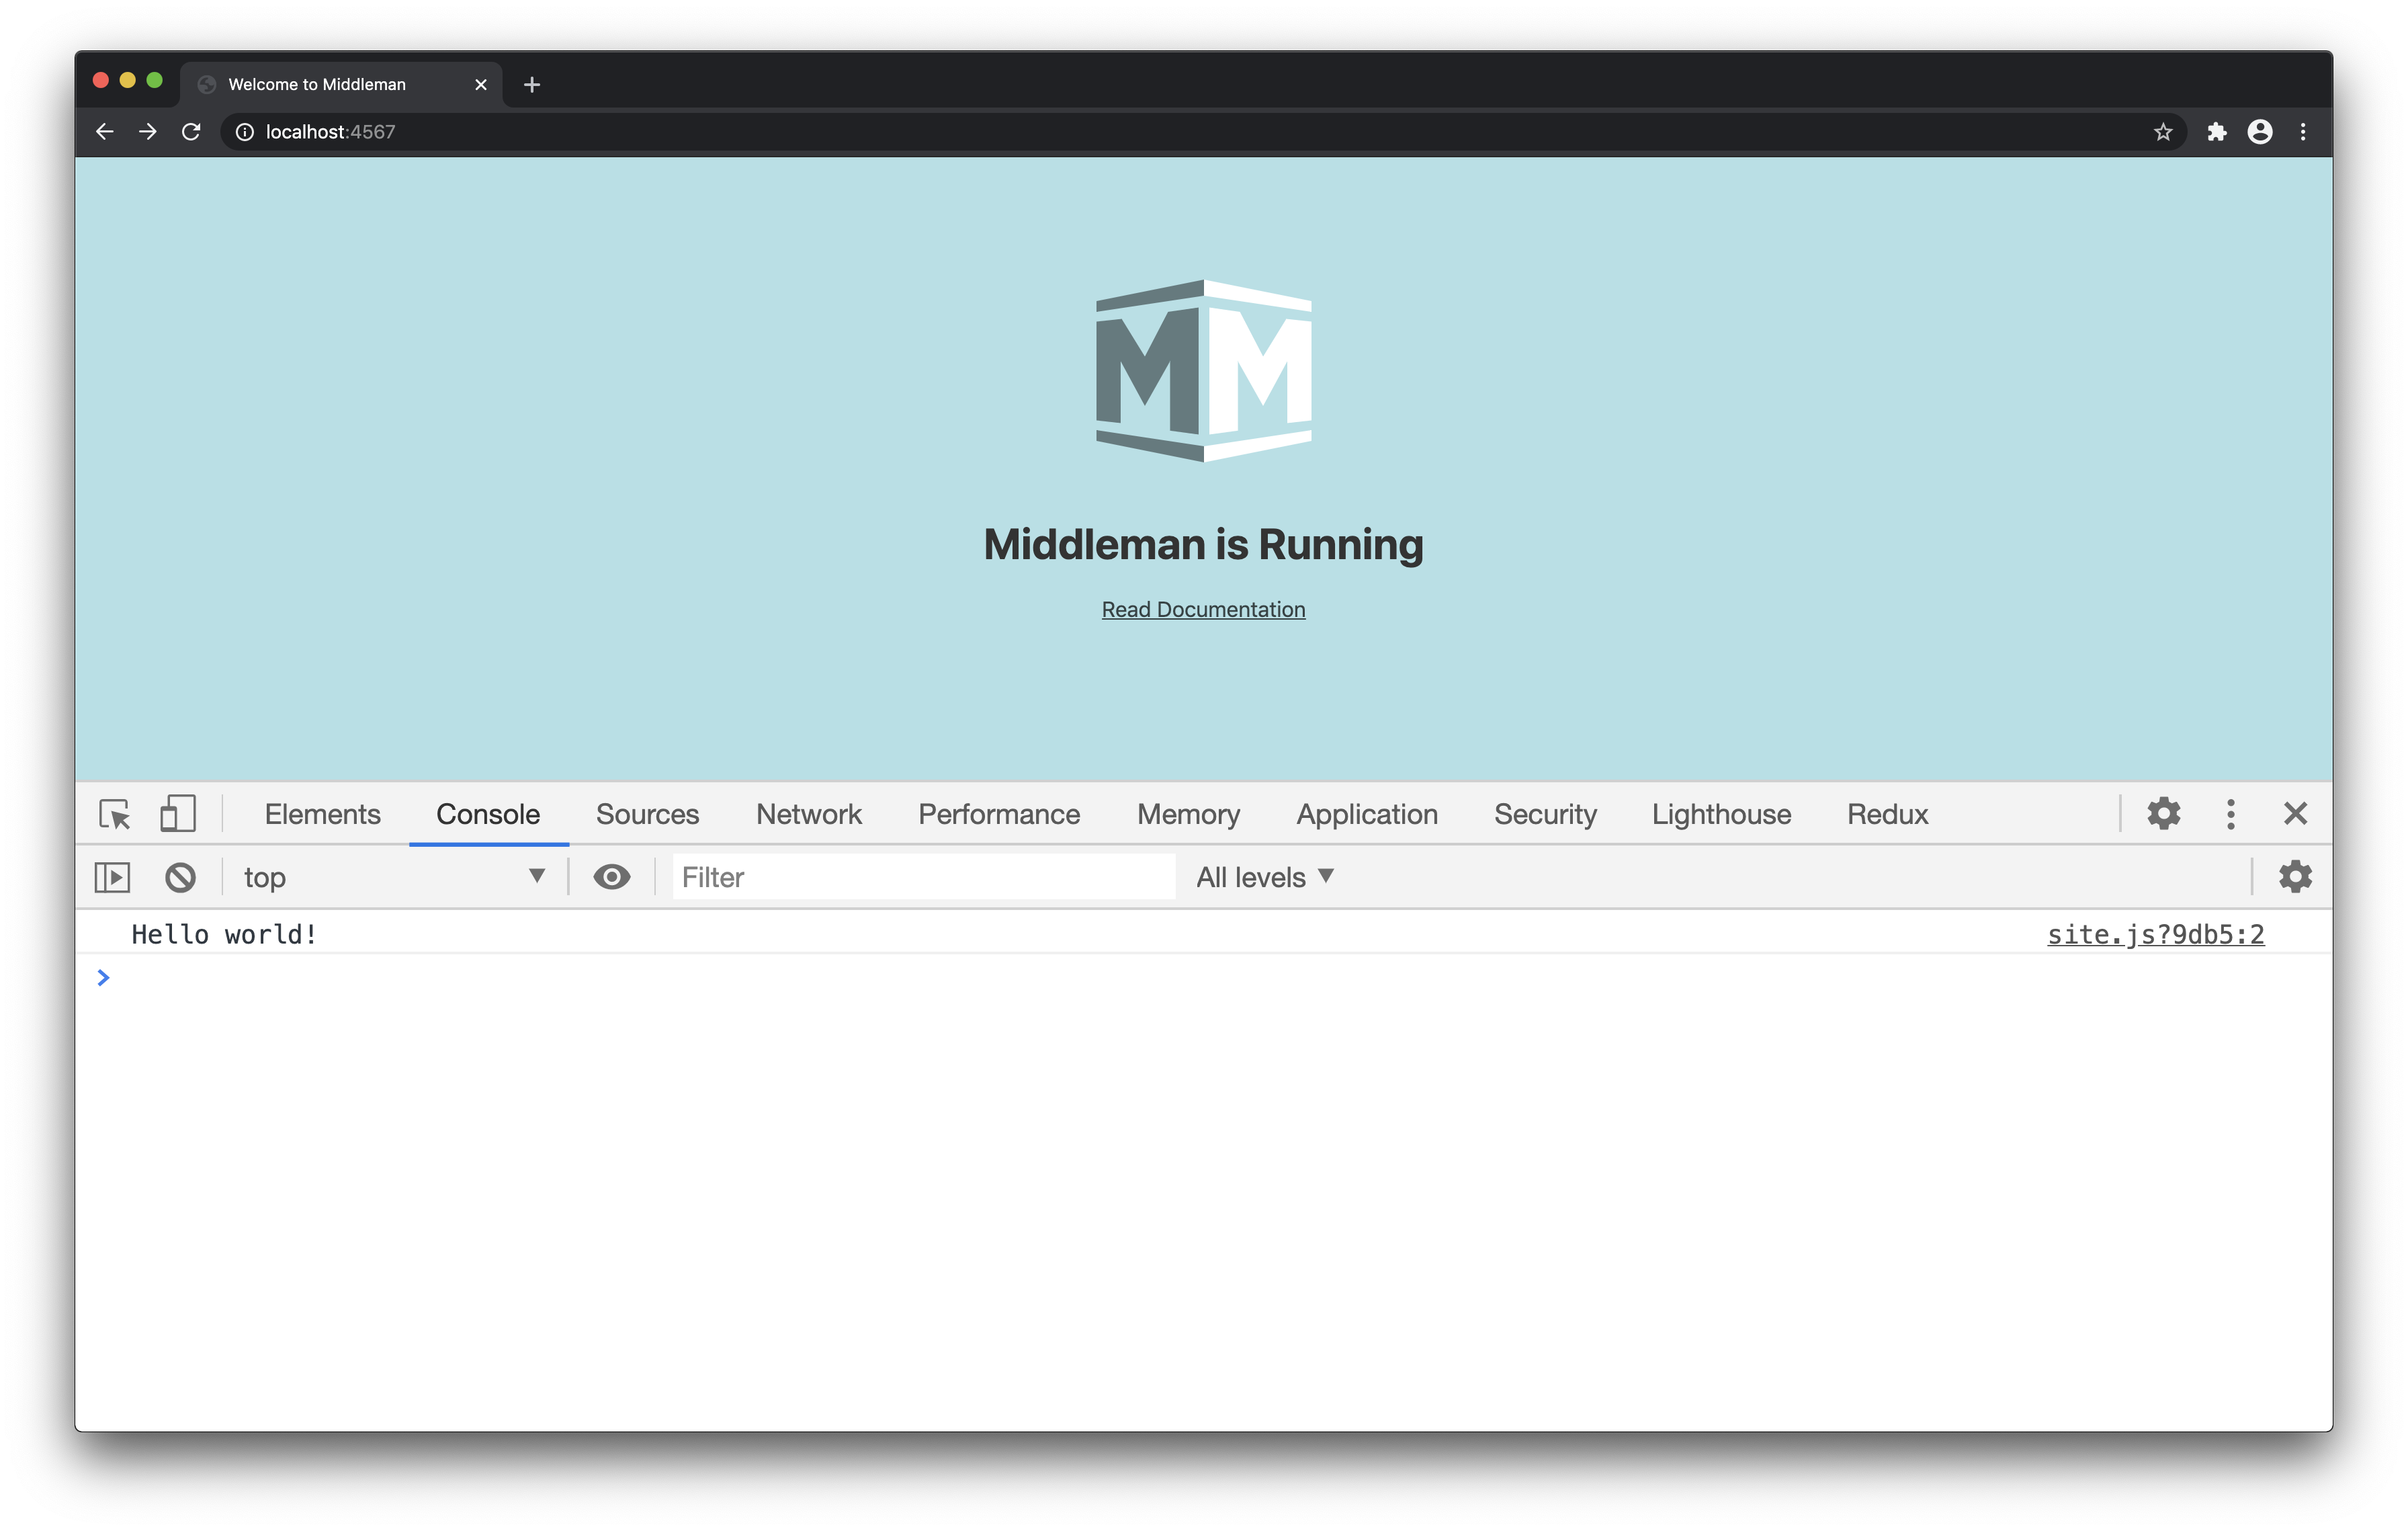 Welcome to Middleman
localhost:4567
MM
Middleman is Running
Read Documentation
Elements Console Sources Network Performance Memory Application Security Lighthouse Redux
top Filter All levels
Hello world! site.js?9db5:2